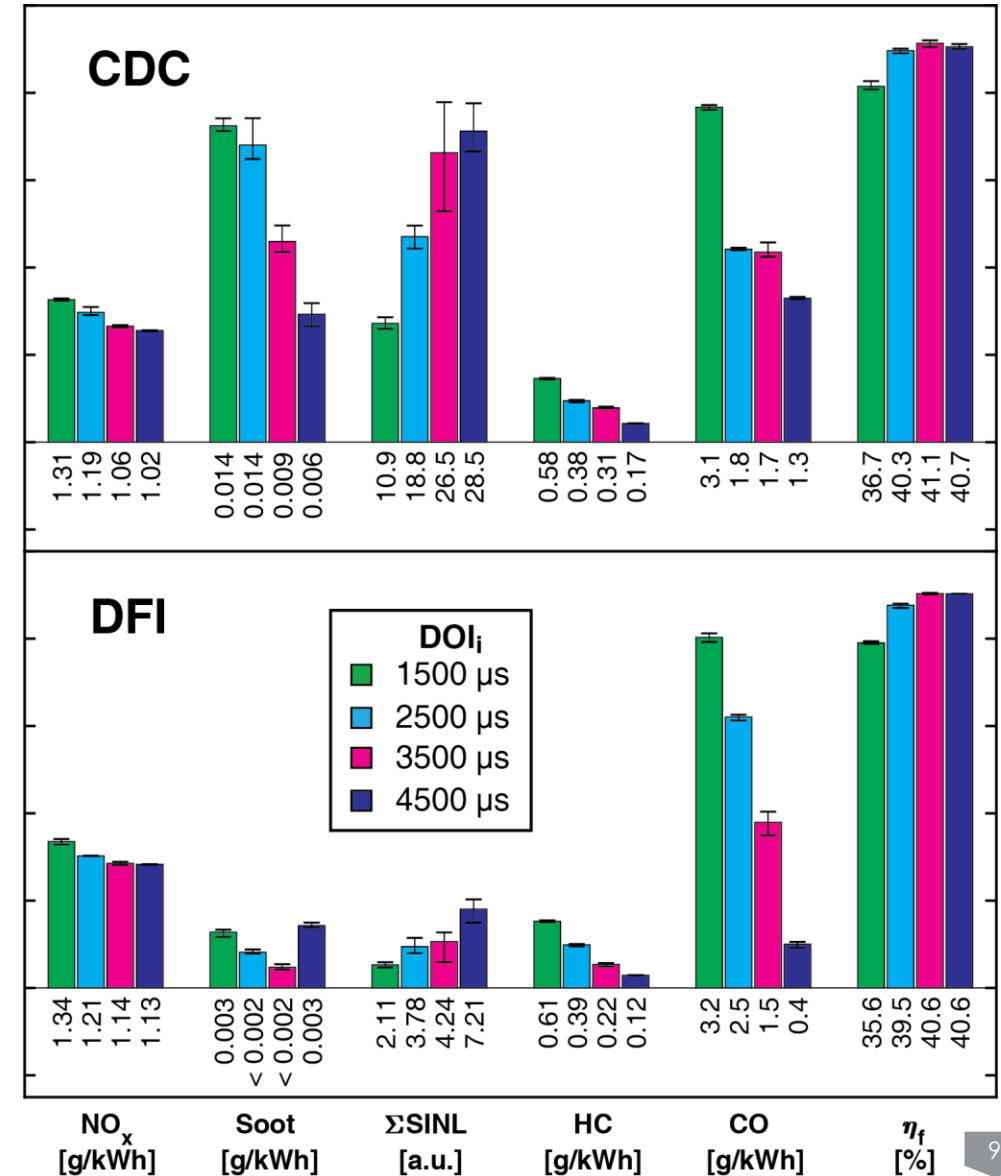 CDC
1.31
1.19
1.06
1.02
0.014
0.014
0.009
0.006
10.9
18.8
26.5
28.5
0.58
0.38
0.31
0.17
3.1
1.8
1.7
1.3
36.7
40.3
41.1
40.7
DFI
DOIi
1500 μs
2500 μs
3500 μs
4500 μs
1.34
1.21
1.14
1.13
0.003
< 0.002
< 0.002
0.003
2.11
3.78
4.24
7.21
0.61
0.39
0.22
0.12
3.2
2.5
1.5
0.4
35.6
39.5
40.6
40.6
NOx
[g/kWh]
Soot
[g/kWh]
ΣSINL
[a.u.]
HC
[g/kWh]
CO
[g/kWh]
ηf
[%]
9